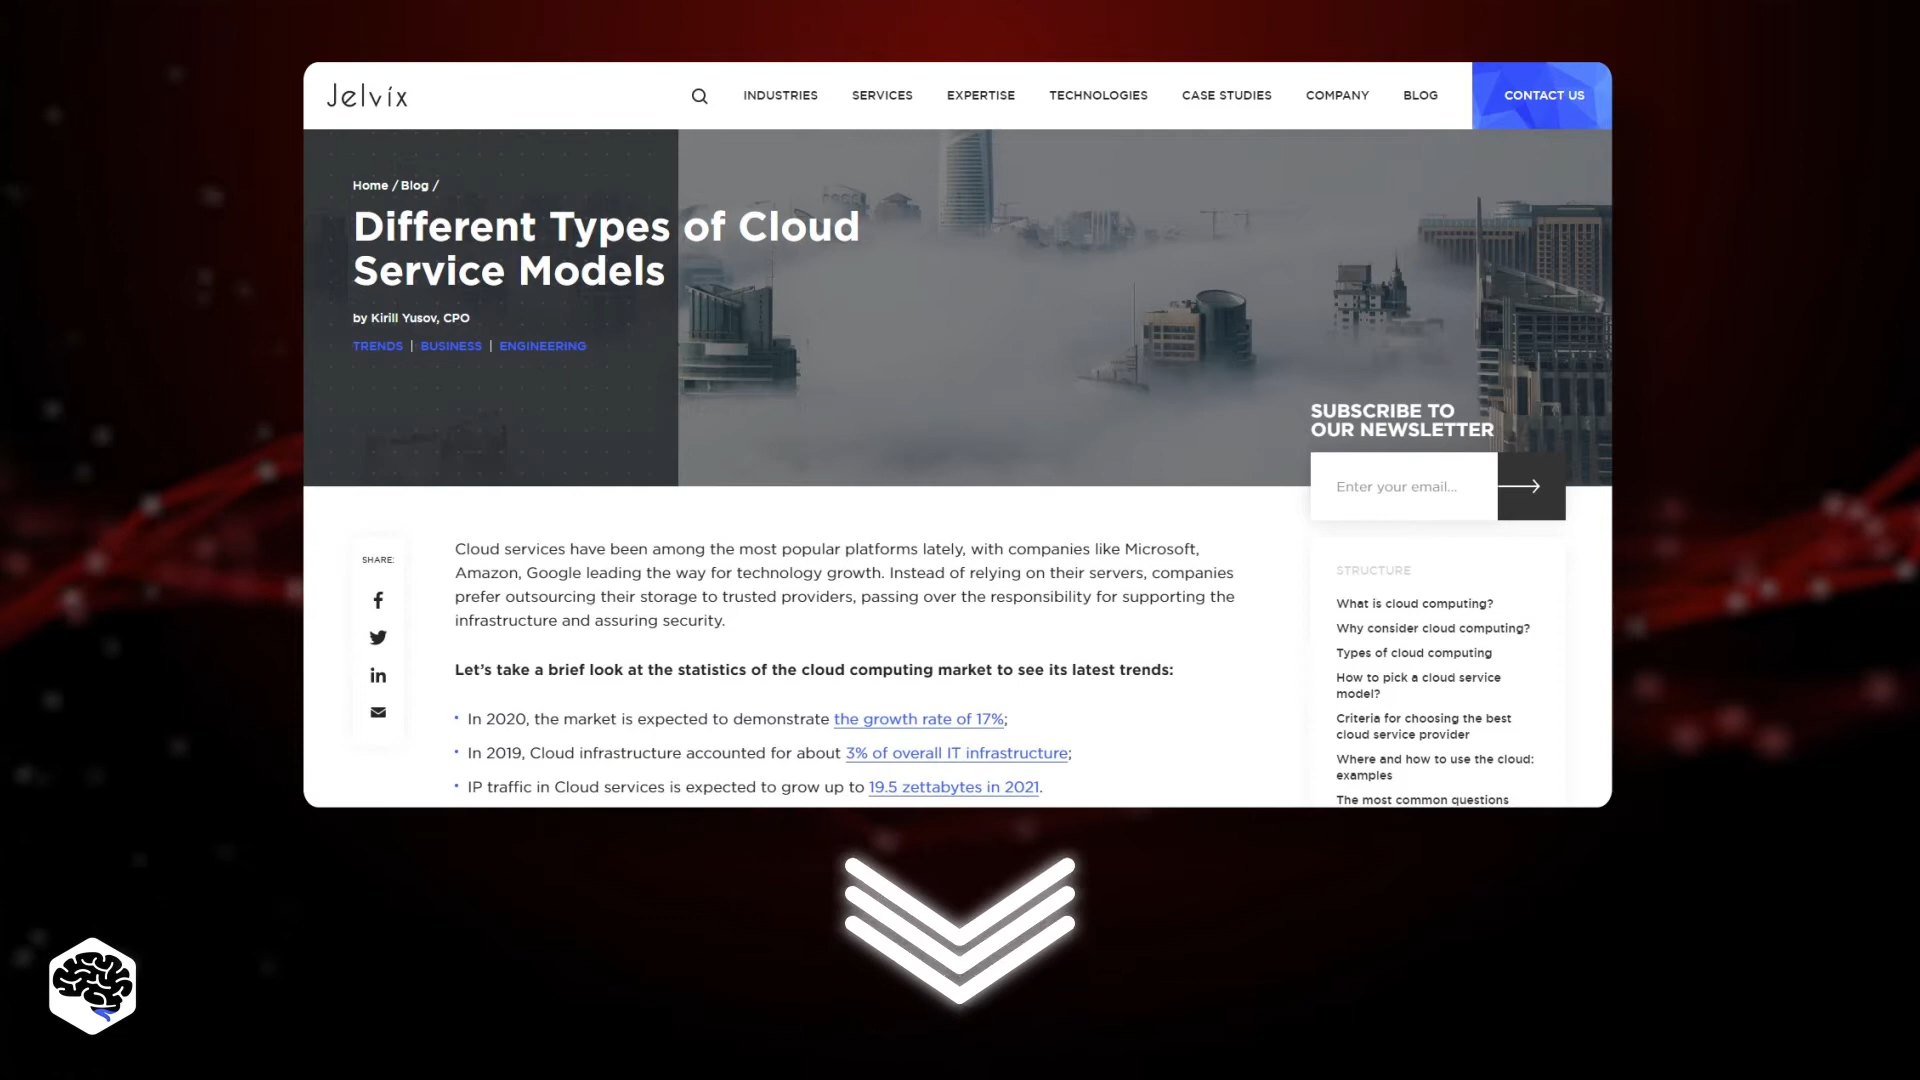 Jelvix
INDUSTRIES
SERVICES
EXPERTISE
TECHNOLOGIES
CASE STUDIES
COMPANY
BLOG
CONTACT US
Home / Blog /
Different Types of Cloud
Service Models
by Kirill Yusov, CPO
TRENDS | BUSINESS | ENGINEERING
SUBSCRIBE TO
OUR NEWSLETTER
Enter your email...
SHARE:
Cloud services have been among the most popular platforms lately, with companies like Microsoft,
Amazon, Google leading the way for technology growth. Instead of relying on their servers, companies
prefer outsourcing their storage to trusted providers, passing over the responsibility for supporting the
infrastructure and assuring security.
Let’s take a brief look at the statistics of the cloud computing market to see its latest trends:
• In 2020, the market is expected to demonstrate the growth rate of 17%;
• In 2019, Cloud infrastructure accounted for about 3% of overall IT infrastructure;
• IP traffic in Cloud services is expected to grow up to 19.5 zettabytes in 2021.
STRUCTURE
What is cloud computing?
Why consider cloud computing?
Types of cloud computing
How to pick a cloud service
model?
Criteria for choosing the best
cloud service provider
Where and how to use the cloud:
examples
The most common questions